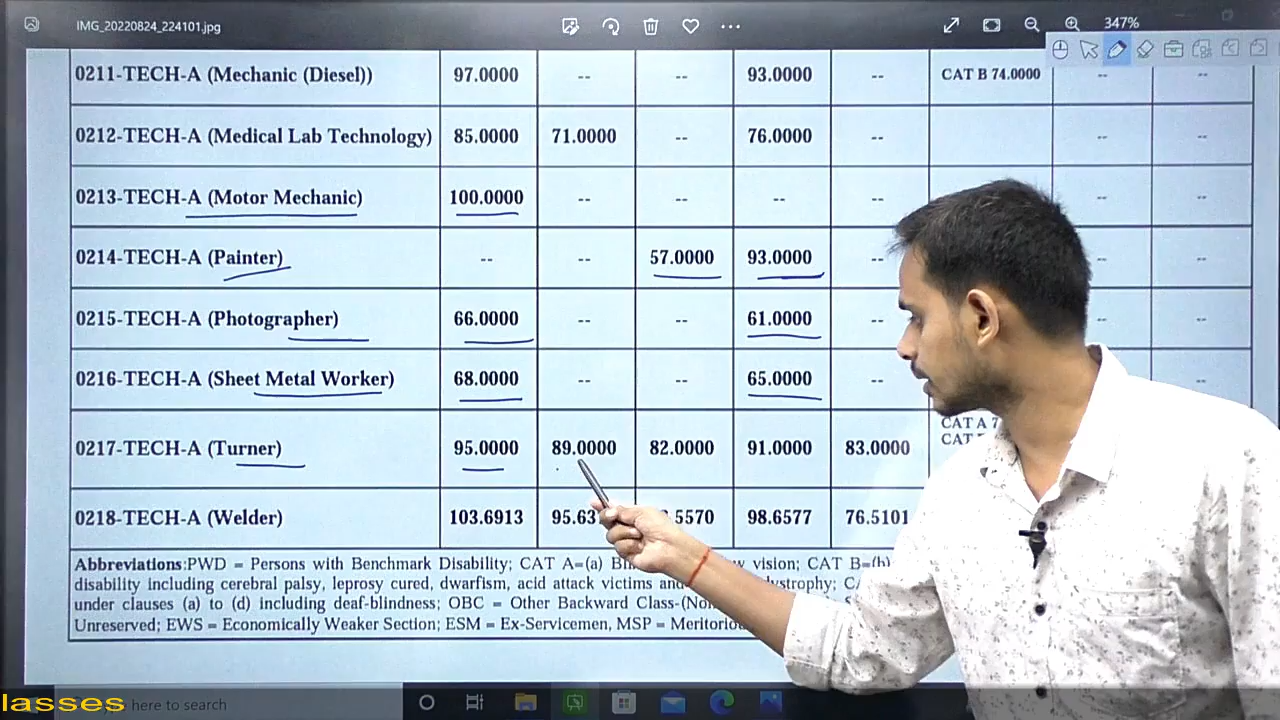 IMG_20220824_224101.jpg
347%
0211-TECH-A (Mechanic (Diesel)) 97.0000 -- -- 93.0000 -- CAT B 74.0000 -- --
0212-TECH-A (Medical Lab Technology) 85.0000 71.0000 -- 76.0000 -- -- --
0213-TECH-A (Motor Mechanic) 100.0000 -- -- -- --
0214-TECH-A (Painter) -- -- 57.0000 93.0000 -- -- --
0215-TECH-A (Photographer) 66.0000 -- -- 61.0000 -- -- --
0216-TECH-A (Sheet Metal Worker) 68.0000 -- -- 65.0000 -- -- --
CAT A 7
0217-TECH-A (Turner) 95.0000 89.0000 82.0000 91.0000 83.0000 CAT
0218-TECH-A (Welder) 103.6913 95.63 .5570 98.6577 76.5101
Abbreviations:PWD = Persons with Benchmark Disability; CAT A=(a) vision; CAT B=(b)
disability including cerebral palsy, leprosy cured, dwarfism, acid attack victims
under clauses (a) to (d) including deaf-blindness; OBC = Other Backward Class-
Unreserved; EWS = Economically Weaker Section; ESM = Ex-Servicemen, MSP =
lasses
here to search